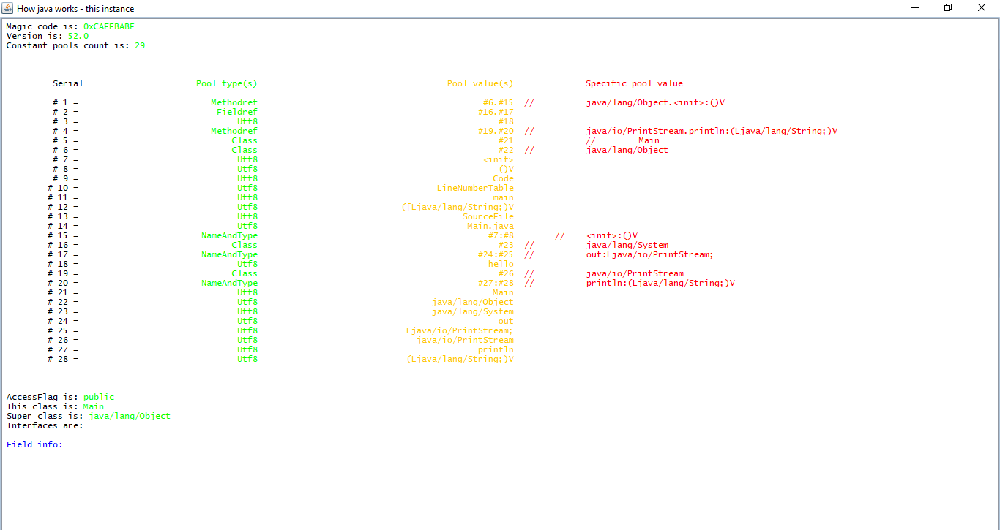 How java works - this instance
Magic code is: 0xCAFEBABE
Version is: 52.0
Constant pools count is: 29
Serial Pool type(s) Pool value(s) Specific pool value
# 1 = Methodref #6.#15 // java/lang/Object.<init>:()V
# 2 = Fieldref #16.#17
# 3 = Utf8 #18
# 4 = Methodref #19.#20 // java/io/PrintStream.println:(Ljava/lang/String;)V
# 5 = Class #21 // Main
# 6 = Class #22 // java/lang/Object
# 7 = Utf8 <init>
# 8 = Utf8 ()V
# 9 = Utf8 Code
# 10 = Utf8 LineNumberTable
# 11 = Utf8 main
# 12 = Utf8 ([Ljava/lang/String;)V
# 13 = Utf8 SourceFile
# 14 = Utf8 Main.java
# 15 = NameAndType #7:#8 // <init>:()V
# 16 = Class #23 // java/lang/System
# 17 = NameAndType #24:#25 // out:Ljava/io/PrintStream;
# 18 = Utf8 hello
# 19 = Class #26 // java/io/PrintStream
# 20 = NameAndType #27:#28 // println:(Ljava/lang/String;)V
# 21 = Utf8 Main
# 22 = Utf8 java/lang/Object
# 23 = Utf8 java/lang/System
# 24 = Utf8 out
# 25 = Utf8 Ljava/io/PrintStream;
# 26 = Utf8 java/io/PrintStream
# 27 = Utf8 println
# 28 = Utf8 (Ljava/lang/String;)V
AccessFlag is: public
This class is: Main
Super class is: java/lang/Object
Interfaces are:
Field info: